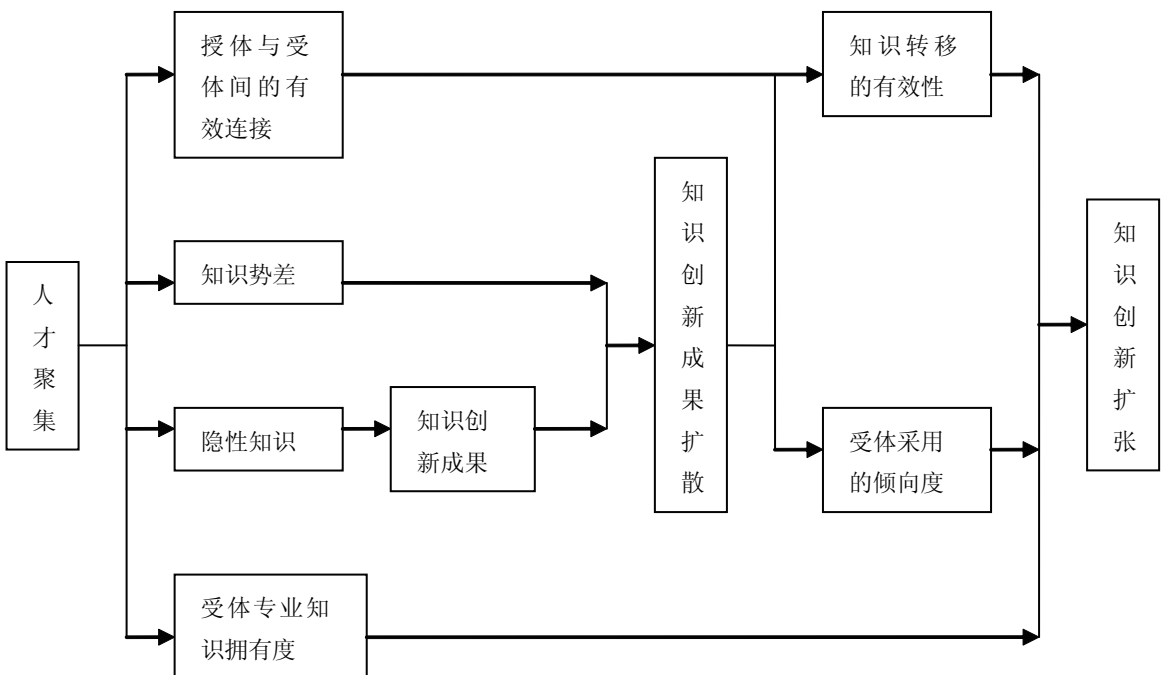 人
才
聚
集
授体与受
体间的有
效连接
知识势差
隐性知识
知识创
新成果
受体专业知
识拥有度
知
识
创
新
成
果
扩
散
知识转移
的有效性
受体采用
的倾向度
知
识
创
新
扩
张